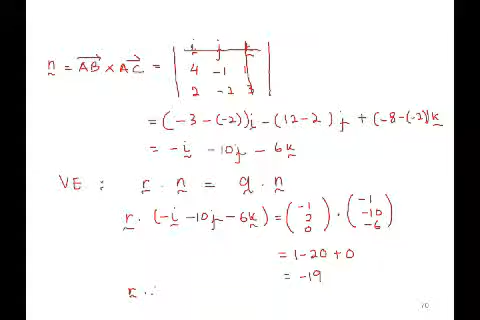 n = AB × AC = | i j k |
4 -1 1
2 -2 3
= (-3 - (-2))i - (12 - 2)j + (-8 - (-2))k
= -i - 10j - 6k
VE : r · n = a · n
r · (-i - 10j - 6k) = (-1 2 0) · (-1 -10 -6)
= 1 - 20 + 0
= -19
r ·